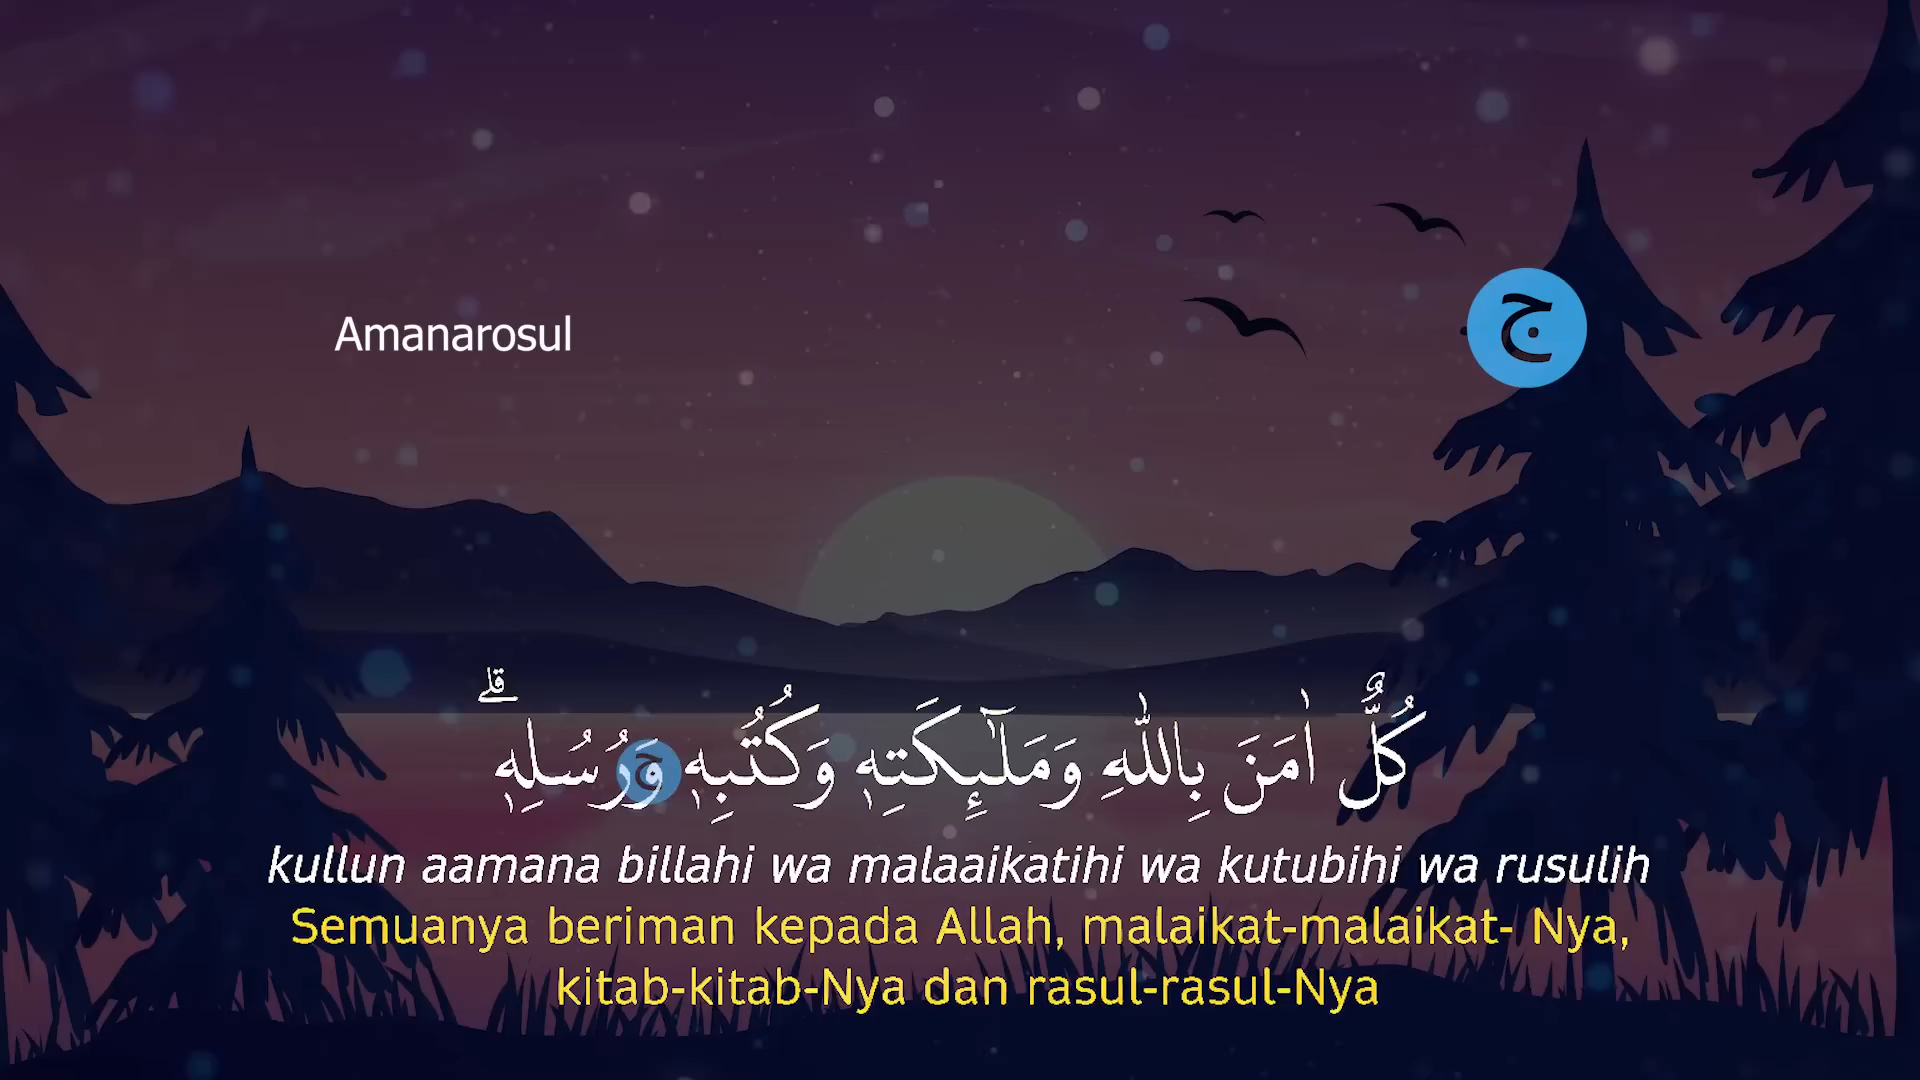 Amanarosul
ج
كُلٌّ اٰمَنَ بِاللّٰهِ وَمَلٰۤىِٕكَتِهٖ وَكُتُبِهٖ وَرُسُلِهٖۗ
ج
kullun aamana billahi wa malaaikatihi wa kutubihi wa rusulih
Semuanya beriman kepada Allah, malaikat-malaikat- Nya,
kitab-kitab-Nya dan rasul-rasul-Nya